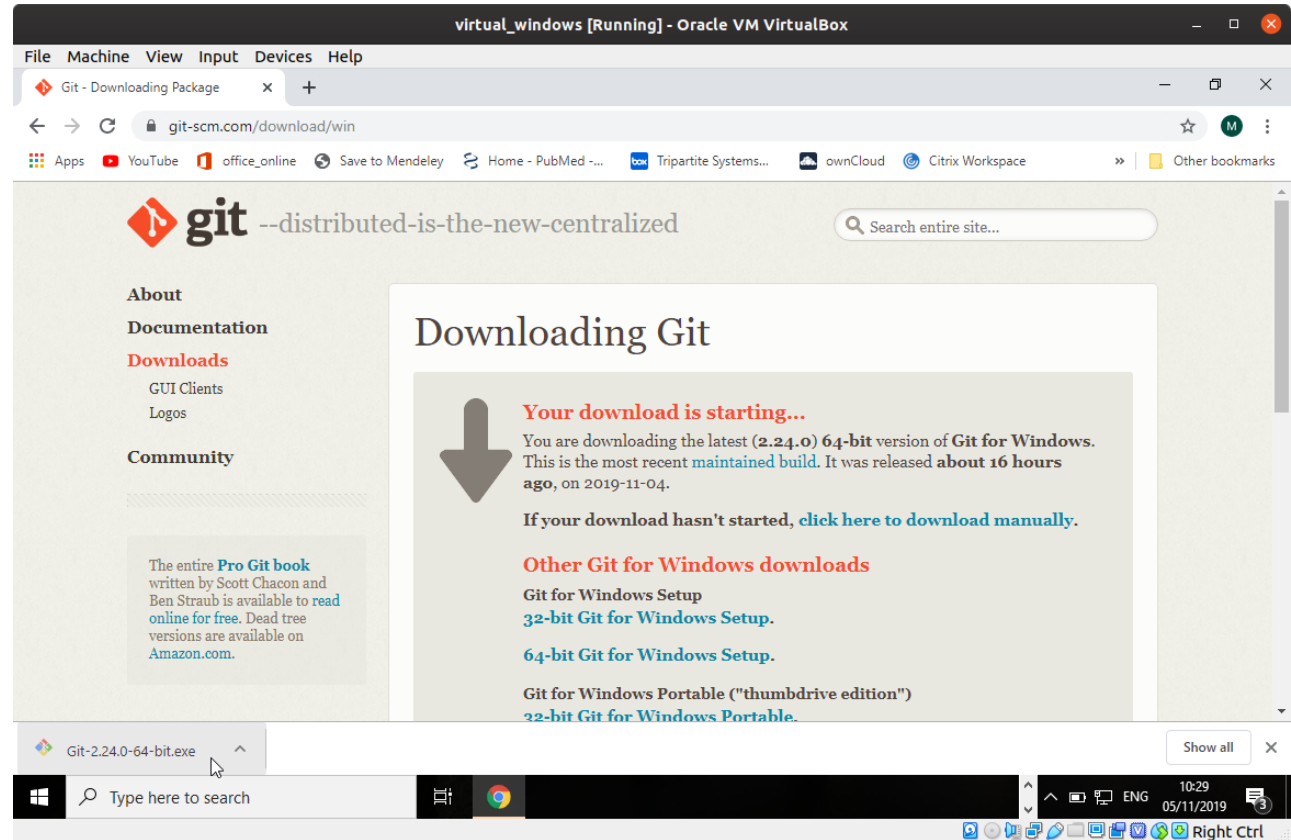 virtual_windows [Running] - Oracle VM VirtualBox
File Machine View Input Devices Help
Git - Downloading Package
git-scm.com/download/win
M
Apps YouTube office_online Save to Mendeley Home - PubMed -... box Tripartite Systems... ownCloud Citrix Workspace » Other bookmarks
git --distributed-is-the-new-centralized
Search entire site...
About
Documentation
Downloads
GUI Clients
Logos
Community
The entire Pro Git book
written by Scott Chacon and
Ben Straub is available to read
online for free. Dead tree
versions are available on
Amazon.com.
Downloading Git
Your download is starting...
You are downloading the latest (2.24.0) 64-bit version of Git for Windows.
This is the most recent maintained build. It was released about 16 hours
ago, on 2019-11-04.
If your download hasn't started, click here to download manually.
Other Git for Windows downloads
Git for Windows Setup
32-bit Git for Windows Setup.
64-bit Git for Windows Setup.
Git for Windows Portable ("thumbdrive edition")
32-bit Git for Windows Portable.
Git-2.24.0-64-bit.exe
Show all
Type here to search
ENG
10:29
05/11/2019
3
Right Ctrl